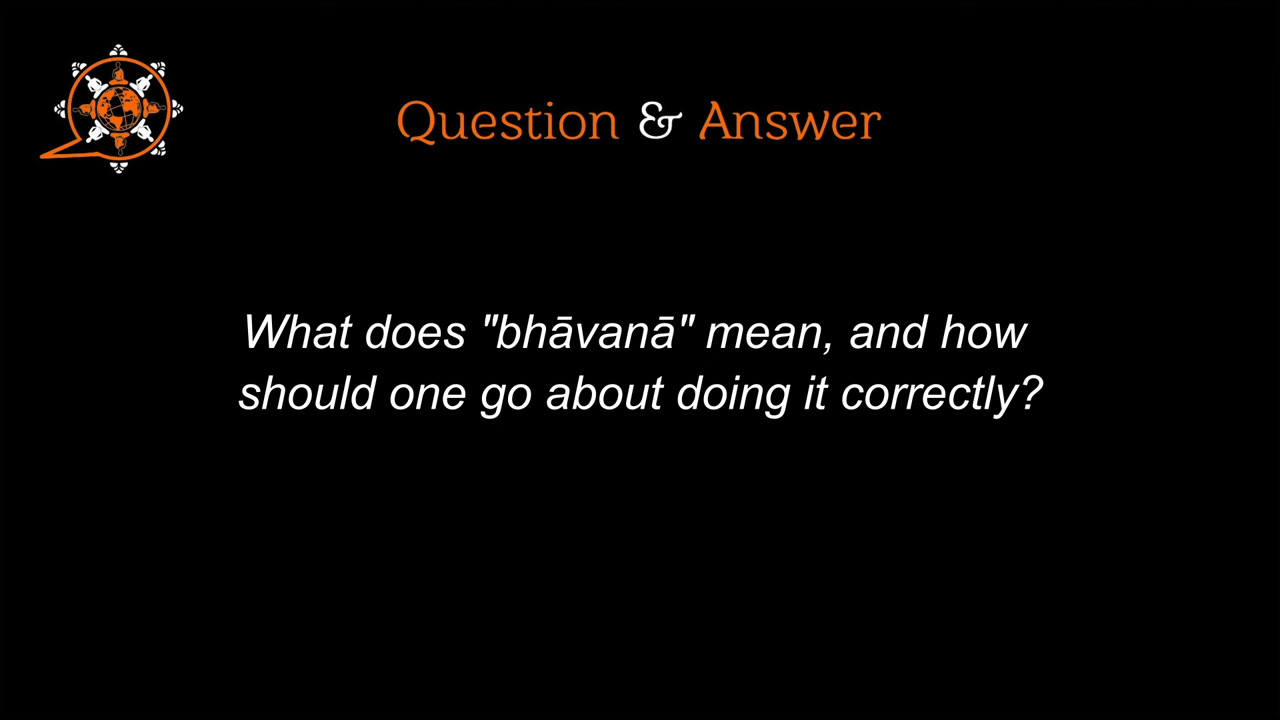 Question & Answer
What does "bhāvanā" mean, and how
should one go about doing it correctly?